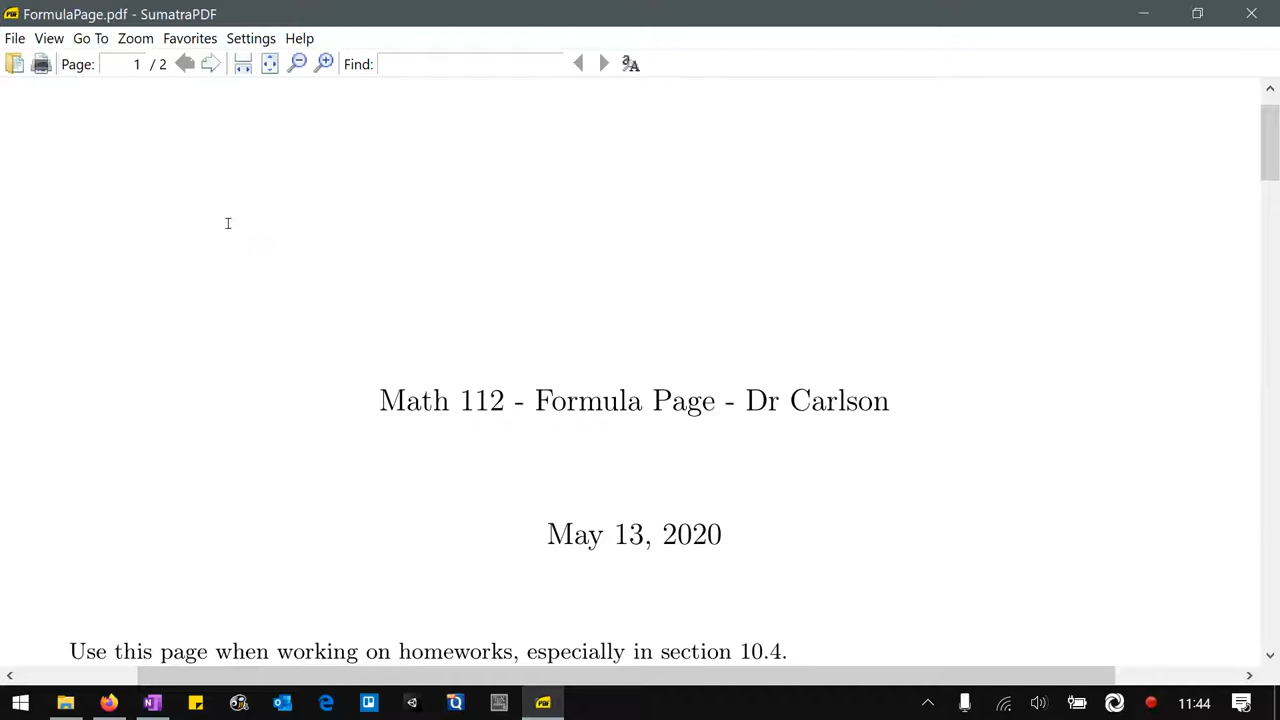 FormulaPage.pdf - SumatraPDF
File View Go To Zoom Favorites Settings Help
Page: 1 / 2 Find:
Math 112 - Formula Page - Dr Carlson
May 13, 2020
Use this page when working on homeworks, especially in section 10.4.
11:44